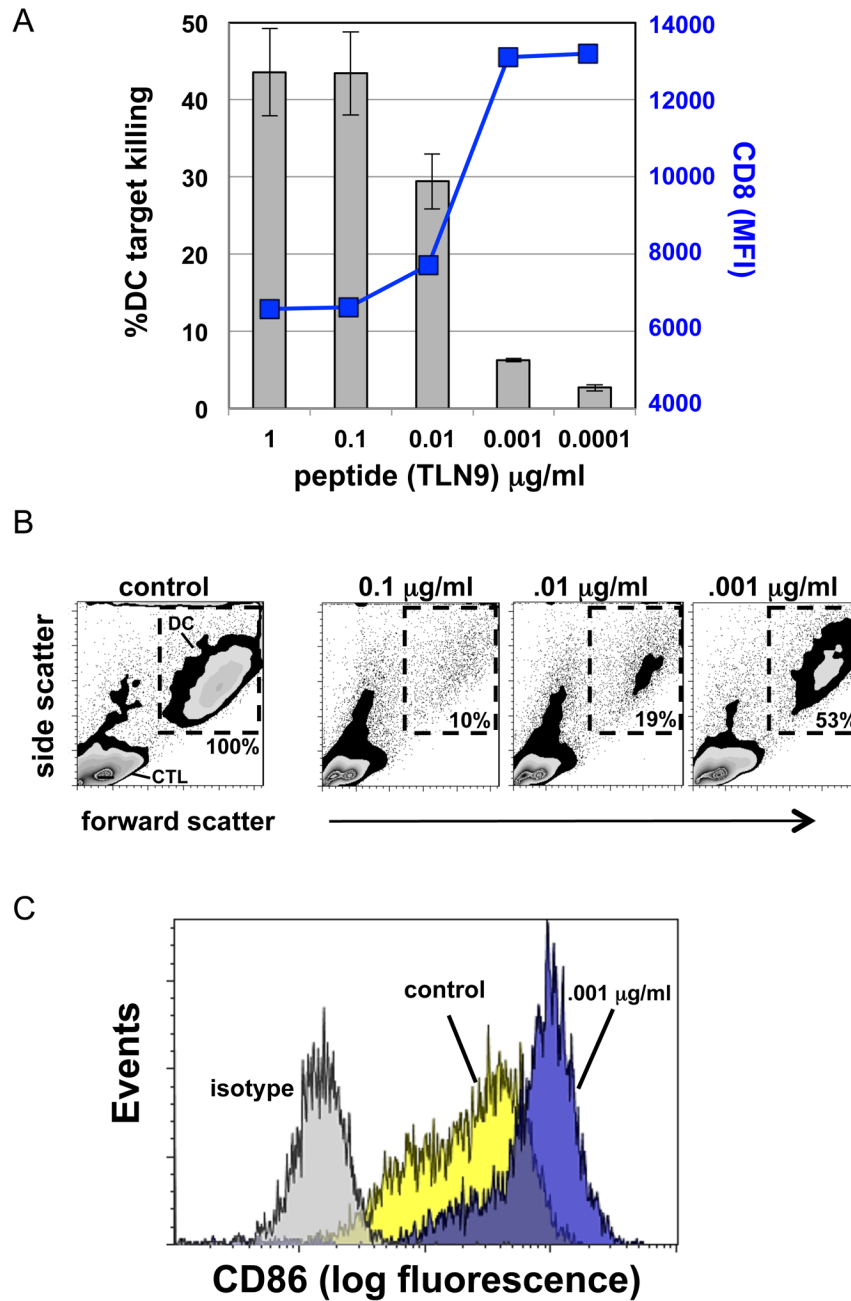 A
%DC target killing
50
40
30
20
10
0
14000
12000
10000
8000
6000
4000
CD8 (MFI)
1 0.1 0.01 0.001 0.0001
peptide (TLN9) μg/ml
B
control 0.1 μg/ml .01 μg/ml .001 μg/ml
side scatter
DC
100% 10% 19% 53%
CTL
forward scatter
C
Events
isotype
control
.001 μg/ml
CD86 (log fluorescence)